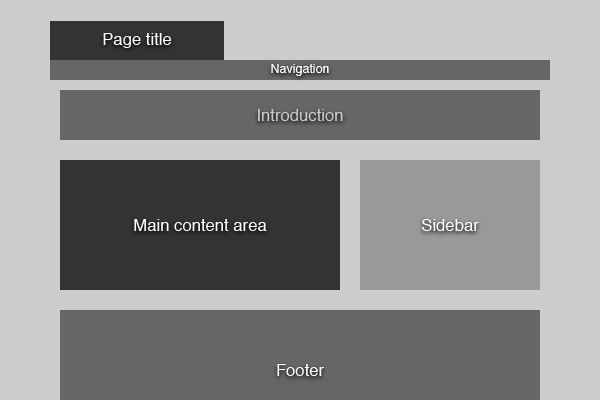 Page title
Navigation
Introduction
Main content area
Sidebar
Footer